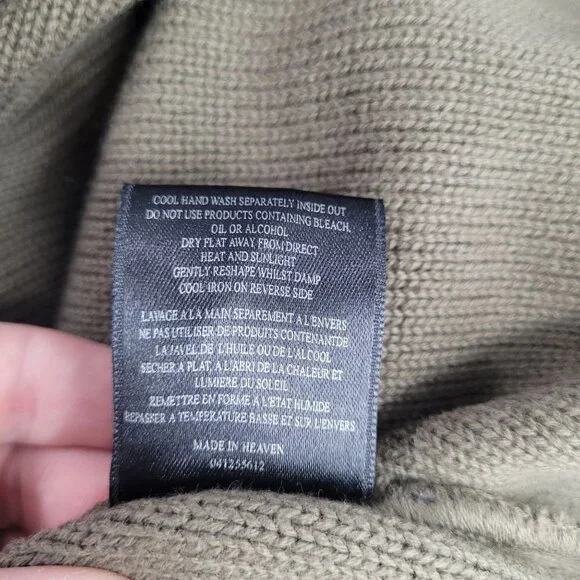 COOL HAND WASH SEPARATELY INSIDE OUT
DO NOT USE PRODUCTS CONTAINING BLEACH,
OIL OR ALCOHOL
DRY FLAT AWAY FROM DIRECT
HEAT AND SUNLIGHT
GENTLY RESHAPE WHILST DAMP
COOL IRON ON REVERSE SIDE
LAVAGE A LA MAIN SEPAREMENT A L'ENVERS
NE PAS UTILISER DE PRODUITS CONTENANTDE
LA JAVEL DE L'HUILE OU DE L'ALCOOL
SECHER A PLAT, A L'ABRI DE LA CHALEUR ET
LUMIERE DU SOLEIL
ZEMETTRE EN FORME A L'ETAT HUMIDE
REPASSER A TEMPERATURE BASSE ET SUR L'ENVERS
MADE IN HEAVEN
041255612